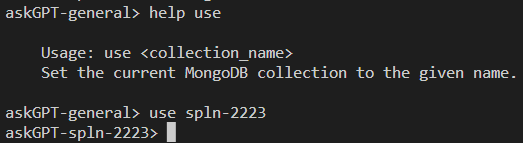 askGPT-general> help use
Usage: use <collection_name>
Set the current MongoDB collection to the given name.
askGPT-general> use spln-2223
askGPT-spln-2223>